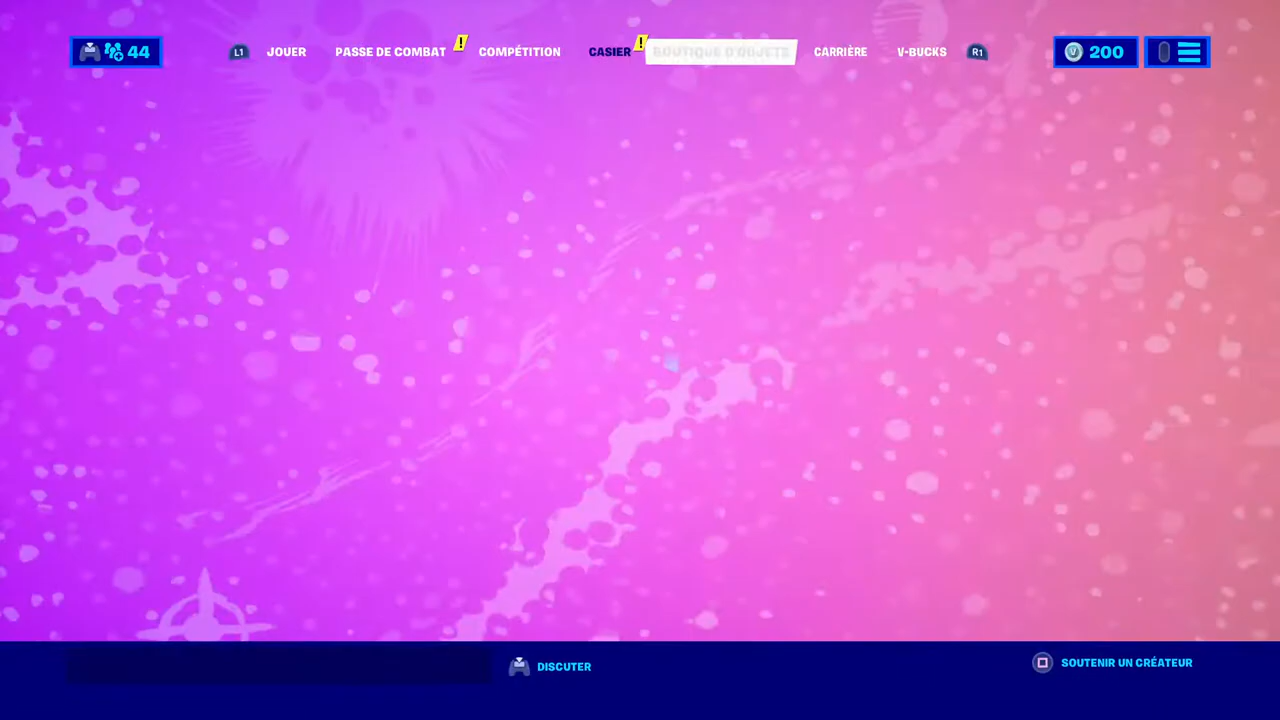 44
L1
JOUER
PASSE DE COMBAT
!
COMPÉTITION
CASIER
!
BOUTIQUE D'OBJETS
CARRIÈRE
V-BUCKS
R1
200
DISCUTER
SOUTENIR UN CRÉATEUR